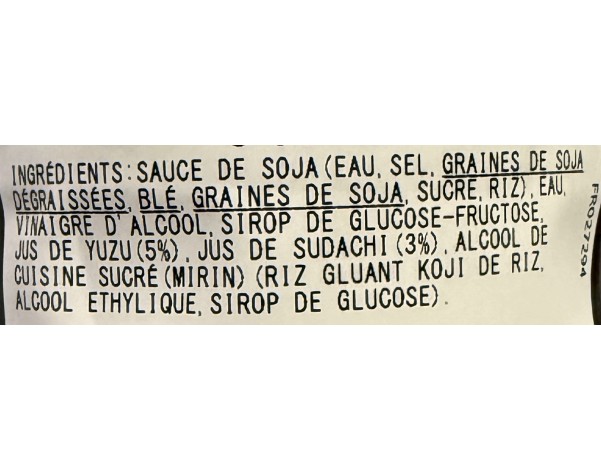 INGRÉDIENTS: SAUCE DE SOJA (EAU, SEL, GRAINES DE SOJA
DÉGRAISSÉES, BLÉ, GRAINES DE SOJA, SUCRE, RIZ), EAU,
VINAIGRE D'ALCOOL, SIROP DE GLUCOSE-FRUCTOSE,
JUS DE YUZU (5%), JUS DE SUDACHI (3%), ALCOOL DE
CUISINE SUCRÉ (MIRIN) (RIZ GLUANT KOJI DE RIZ,
ALCOOL ETHYLIQUE, SIROP DE GLUCOSE).
FR027294